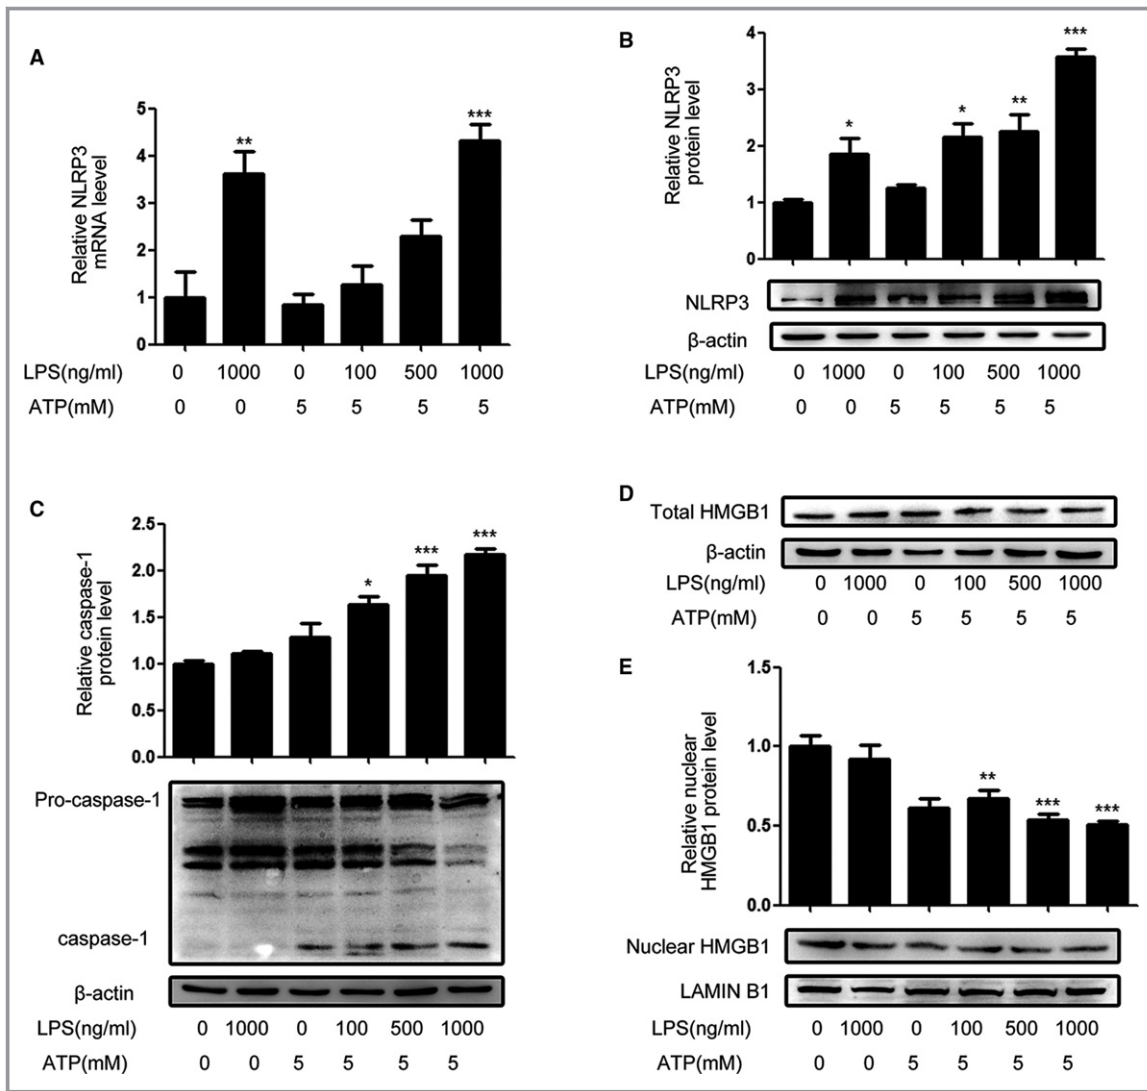 A
Relative NLRP3
mRNA leevel
5
4
3
2
1
0
** ***
LPS(ng/ml) 0 1000 0 100 500 1000
ATP(mM) 0 0 5 5 5 5
B
Relative NLRP3
protein level
4
3
2
1
0
* * ** ***
NLRP3
β-actin
LPS(ng/ml) 0 1000 0 100 500 1000
ATP(mM) 0 0 5 5 5 5
C
Relative caspase-1
protein level
2.5
2.0
1.5
1.0
0.5
0.0
* *** ***
Pro-caspase-1
caspase-1
β-actin
LPS(ng/ml) 0 1000 0 100 500 1000
ATP(mM) 0 0 5 5 5 5
D
Total HMGB1
β-actin
LPS(ng/ml) 0 1000 0 100 500 1000
ATP(mM) 0 0 5 5 5 5
E
Relative nuclear
HMGB1 protein level
1.5
1.0
0.5
0.0
** *** ***
Nuclear HMGB1
LAMIN B1
LPS(ng/ml) 0 1000 0 100 500 1000
ATP(mM) 0 0 5 5 5 5